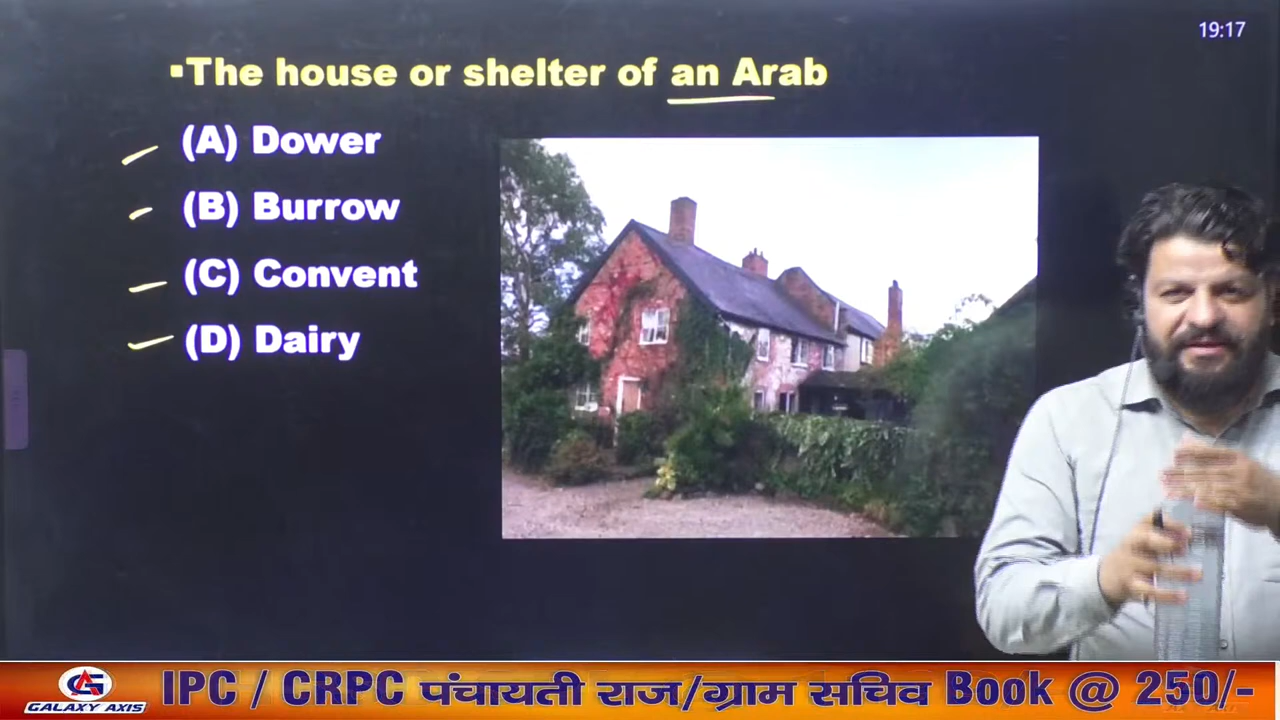 19:17
▪The house or shelter of an Arab
(A) Dower
(B) Burrow
(C) Convent
(D) Dairy
GALAXY AXIS
IPC / CRPC पंचायती राज/ग्राम सचिव Book @ 250/-